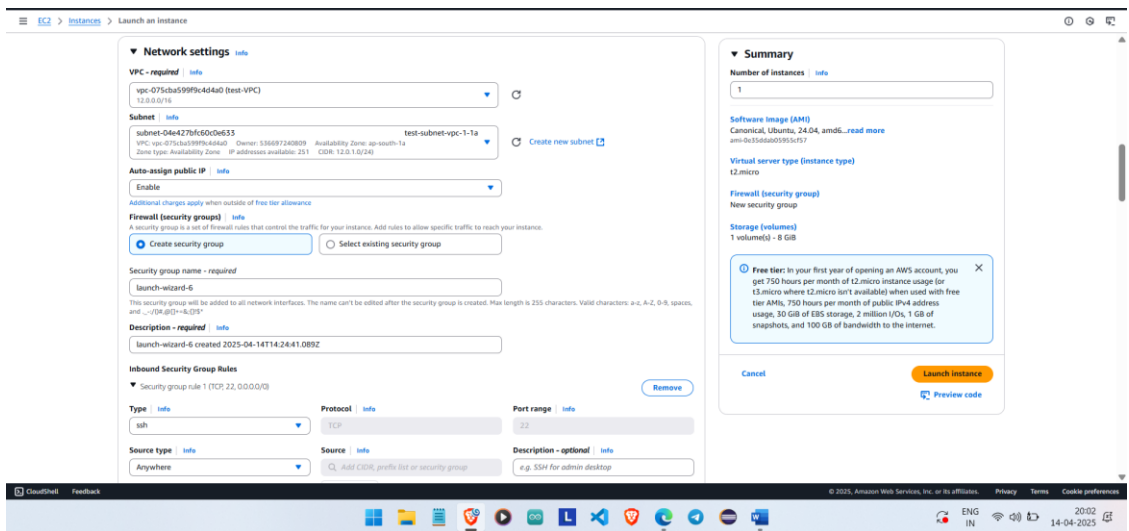 EC2 > Instances > Launch an instance
Network settings Info
VPC - required | Info
vpc-075cba599f9c4d4a0 (test-VPC)
12.0.0.0/16
Subnet | Info
subnet-04e427bfc60c0e633 test-subnet-vpc-1-1a
VPC: vpc-075cba599f9c4d4a0 Owner: 536697240809 Availability Zone: ap-south-1a
Zone type: Availability Zone IP addresses available: 251 CIDR: 12.0.1.0/24)
Create new subnet
Auto-assign public IP | Info
Enable
Additional charges apply when outside of free tier allowance
Firewall (security groups) | Info
A security group is a set of firewall rules that control the traffic for your instance. Add rules to allow specific traffic to reach your instance.
Create security group
Select existing security group
Security group name - required
launch-wizard-6
This security group will be added to all network interfaces. The name can't be edited after the security group is created. Max length is 255 characters. Valid characters: a-z, A-Z, 0-9, spaces,
and ._-:/()#,@[]+=&;{}!$*
Description - required | Info
launch-wizard-6 created 2025-04-14T14:24:41.089Z
Inbound Security Group Rules
Security group rule 1 (TCP, 22, 0.0.0.0/0)
Remove
Type | Info Protocol | Info Port range | Info
ssh TCP 22
Source type | Info Source | Info Description - optional | Info
Anywhere Add CIDR, prefix list or security group e.g. SSH for admin desktop
Summary
Number of instances | Info
1
Software Image (AMI)
Canonical, Ubuntu, 24.04, amd6...read more
ami-0e35ddab05955cf57
Virtual server type (instance type)
t2.micro
Firewall (security group)
New security group
Storage (volumes)
1 volume(s) - 8 GiB
Free tier: In your first year of opening an AWS account, you
get 750 hours per month of t2.micro instance usage (or
t3.micro where t2.micro isn't available) when used with free
tier AMIs, 750 hours per month of public IPv4 address
usage, 30 GiB of EBS storage, 2 million I/Os, 1 GB of
snapshots, and 100 GB of bandwidth to the internet.
Cancel
Launch instance
Preview code
CloudShell Feedback
© 2025, Amazon Web Services, Inc. or its affiliates. Privacy Terms Cookie preferences
ENG
IN
20:02
14-04-2025